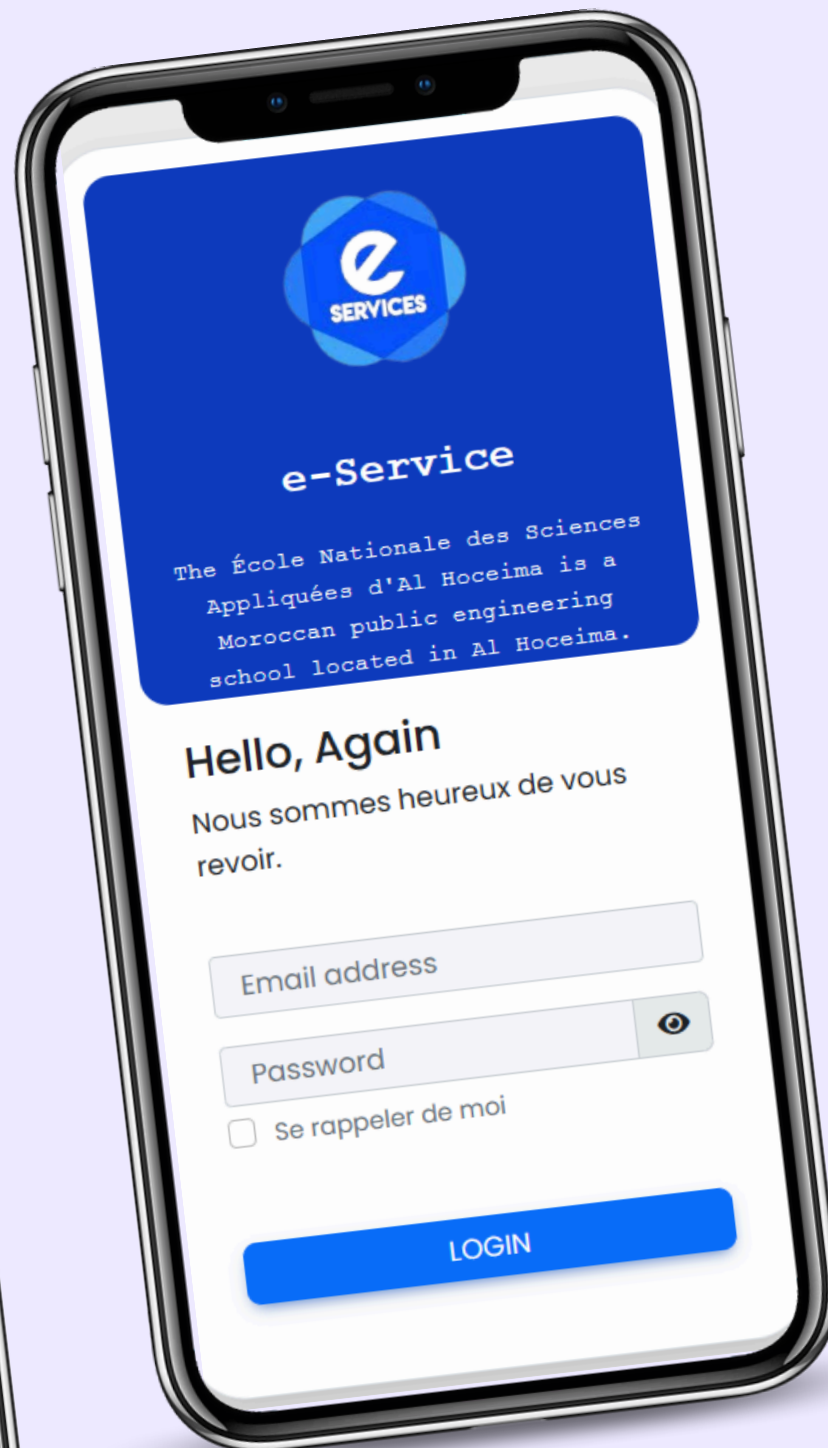 e
SERVICES
e-Service
The École Nationale des Sciences
Appliquées d'Al Hoceima is a
Moroccan public engineering
school located in Al Hoceima.
Hello, Again
Nous sommes heureux de vous
revoir.
Email address
Password
Se rappeler de moi
LOGIN